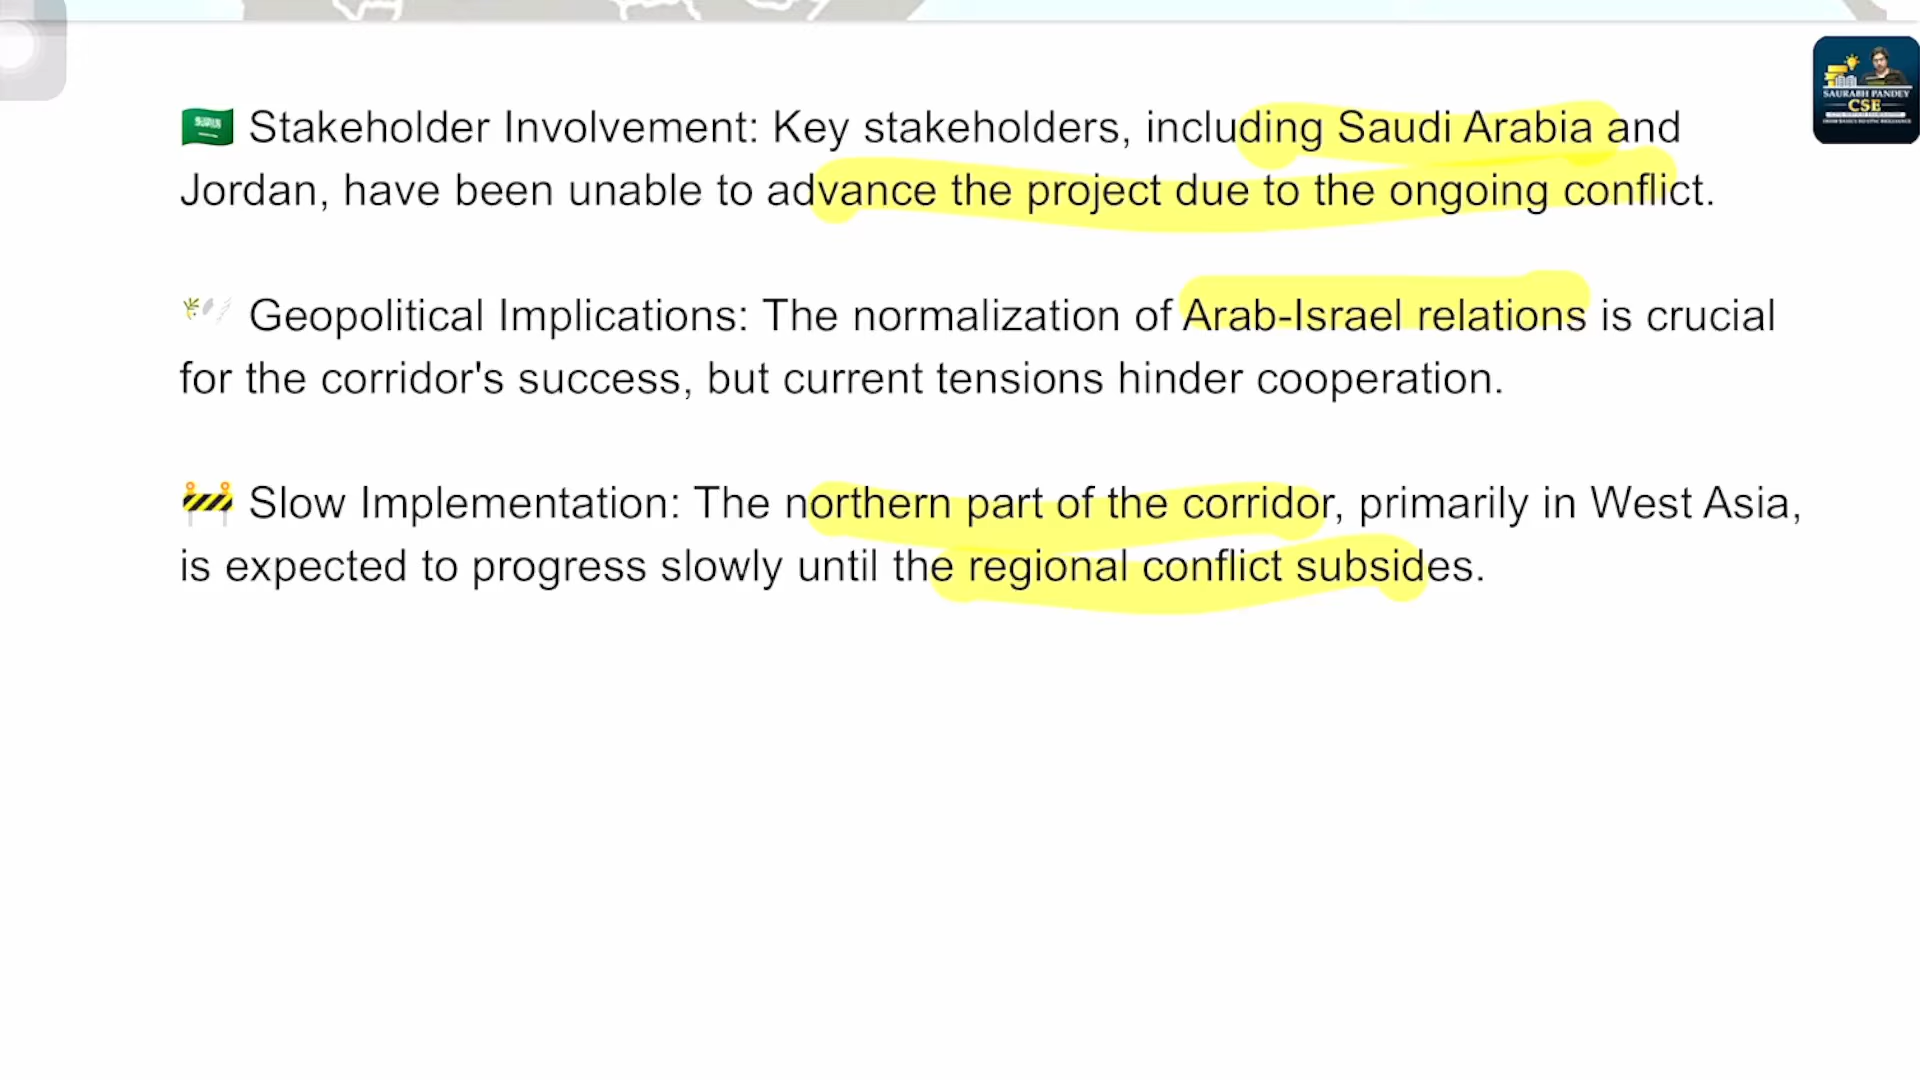 🇸🇦 Stakeholder Involvement: Key stakeholders, including Saudi Arabia and
Jordan, have been unable to advance the project due to the ongoing conflict.
🕊️ Geopolitical Implications: The normalization of Arab-Israel relations is crucial
for the corridor's success, but current tensions hinder cooperation.
🚧 Slow Implementation: The northern part of the corridor, primarily in West Asia,
is expected to progress slowly until the regional conflict subsides.
SAURABH PANDEY
CSE